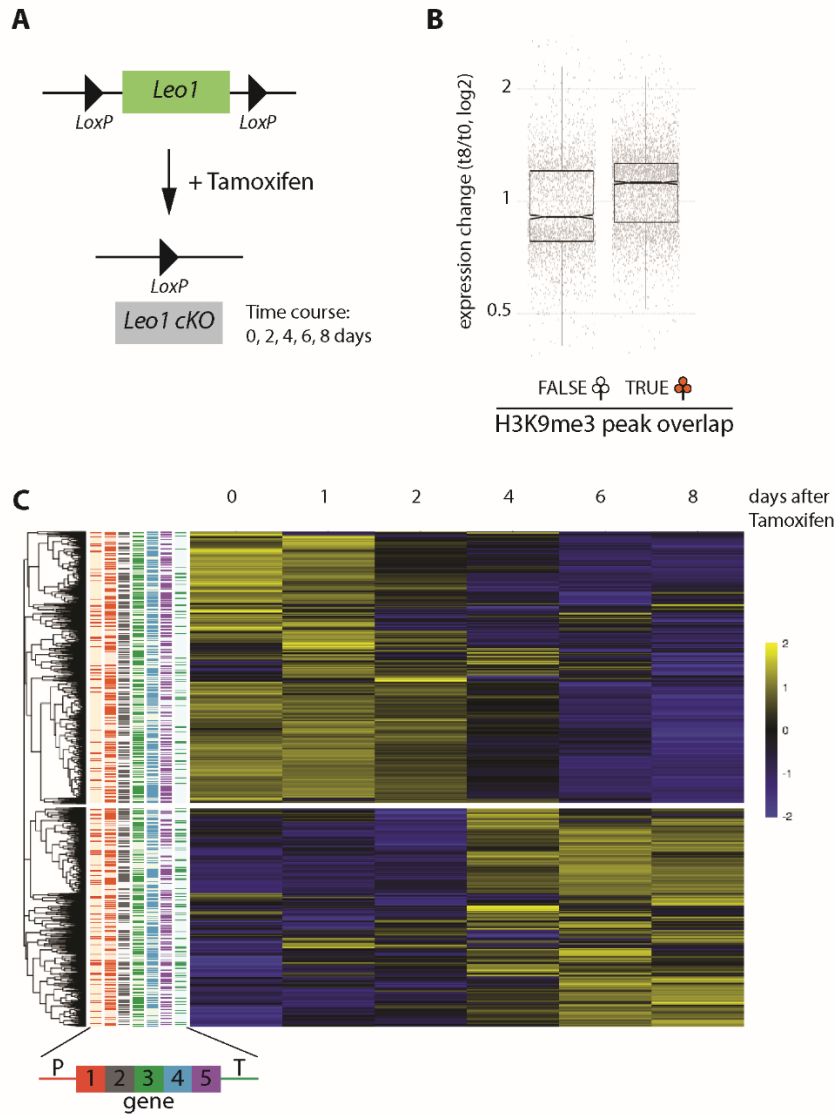 A
Leo1
LoxP
LoxP
+ Tamoxifen
LoxP
Leo1 cKO
Time course:
0, 2, 4, 6, 8 days
B
expression change (t8/t0, log2)
2
1
0.5
FALSE
TRUE
H3K9me3 peak overlap
C
0 1 2 4 6 8
days after
Tamoxifen
2
1
0
-1
-2
P 1 2 3 4 5 T
gene